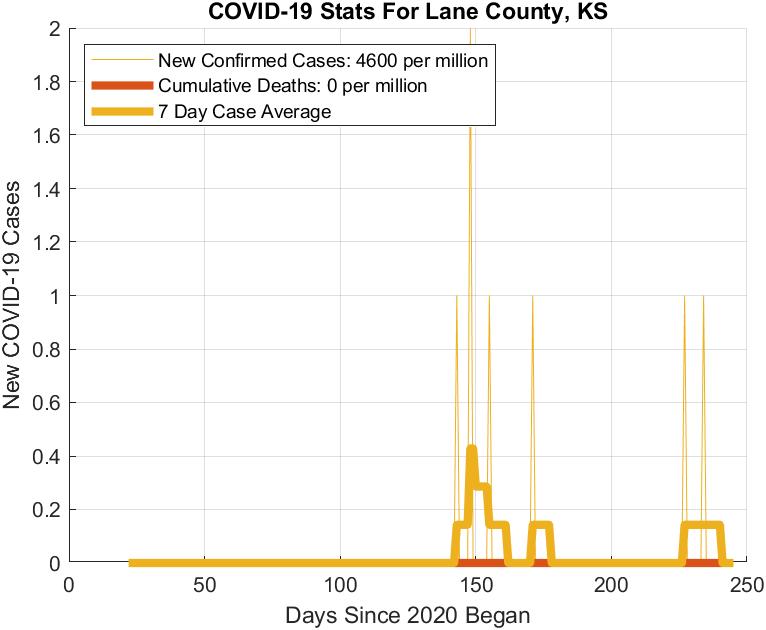 COVID-19 Stats For Lane County, KS
2
1.8
1.6
1.4
1.2
1
0.8
0.6
0.4
0.2
0
New COVID-19 Cases
New Confirmed Cases: 4600 per million
Cumulative Deaths: 0 per million
7 Day Case Average
0 50 100 150 200 250
Days Since 2020 Began